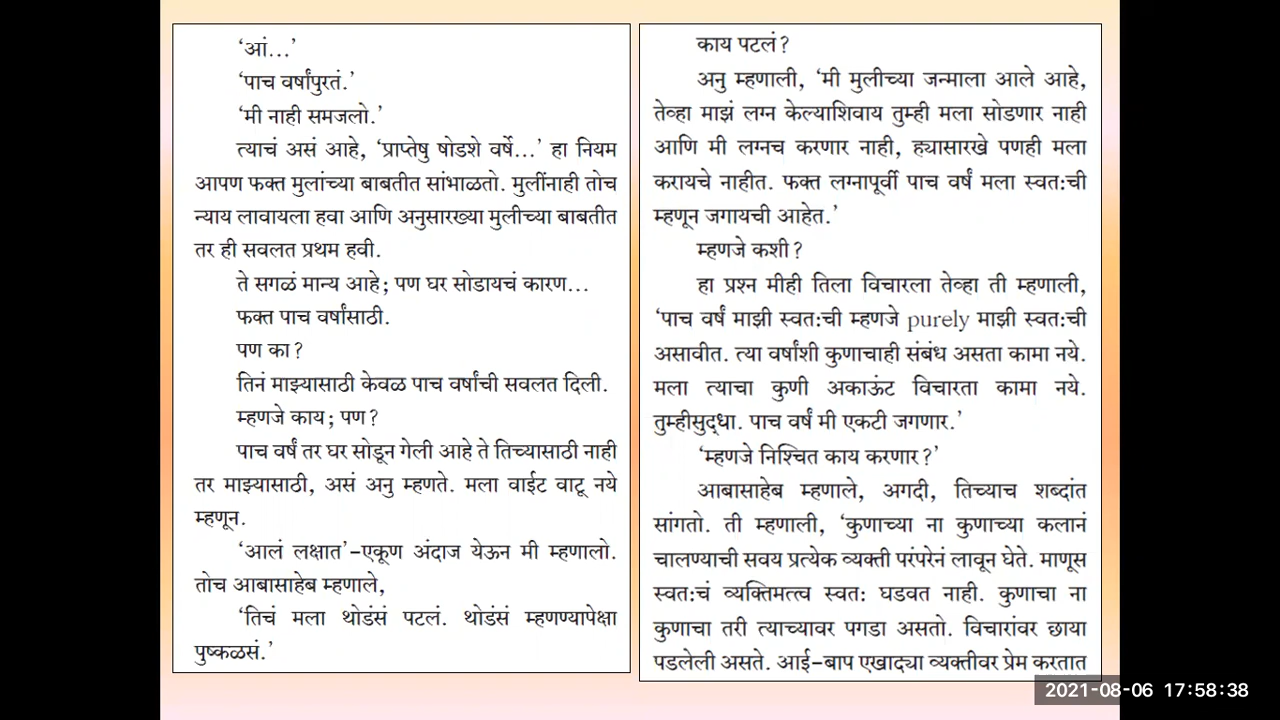 ‘आं...’
‘पाच वर्षांपुरतं.’
‘मी नाही समजलो.’
त्याचं असं आहे, ‘प्राप्तेषु षोडशे वर्षे...’ हा नियम
आपण फक्त मुलांच्या बाबतीत सांभाळतो. मुलींनाही तोच
न्याय लावायला हवा आणि अनुसारख्या मुलीच्या बाबतीत
तर ही सवलत प्रथम हवी.
ते सगळं मान्य आहे; पण घर सोडायचं कारण...
फक्त पाच वर्षांसाठी.
पण का?
तिनं माझ्यासाठी केवळ पाच वर्षांची सवलत दिली.
म्हणजे काय; पण?
पाच वर्षं तर घर सोडून गेली आहे ते तिच्यासाठी नाही
तर माझ्यासाठी, असं अनु म्हणते. मला वाईट वाटू नये
म्हणून.
‘आलं लक्षात’-एकूण अंदाज येऊन मी म्हणालो.
तोच आबासाहेब म्हणाले,
‘तिचं मला थोडंसं पटलं. थोडंसं म्हणण्यापेक्षा
पुष्कळसं.’
काय पटलं?
अनु म्हणाली, ‘मी मुलीच्या जन्माला आले आहे,
तेव्हा माझं लग्न केल्याशिवाय तुम्ही मला सोडणार नाही
आणि मी लग्नच करणार नाही, ह्यासारखे पणही मला
करायचे नाहीत. फक्त लग्नापूर्वी पाच वर्षं मला स्वत:ची
म्हणून जगायची आहेत.’
म्हणजे कशी?
हा प्रश्न मीही तिला विचारला तेव्हा ती म्हणाली,
‘पाच वर्षं माझी स्वत:ची म्हणजे purely माझी स्वत:ची
असावीत. त्या वर्षांशी कुणाचाही संबंध असता कामा नये.
मला त्याचा कुणी अकाऊंट विचारता कामा नये.
तुम्हीसुद्धा. पाच वर्षं मी एकटी जगणार.’
‘म्हणजे निश्चित काय करणार?’
आबासाहेब म्हणाले, अगदी, तिच्याच शब्दांत
सांगतो. ती म्हणाली, ‘कुणाच्या ना कुणाच्या कलानं
चालण्याची सवय प्रत्येक व्यक्ती परंपरेनं लावून घेते. माणूस
स्वत:चं व्यक्तिमत्त्व स्वत: घडवत नाही. कुणाचा ना
कुणाचा तरी त्याच्यावर पगडा असतो. विचारांवर छाया
पडलेली असते. आई-बाप एखाद्या व्यक्तीवर प्रेम करतात
2021-08-06 17:58:38